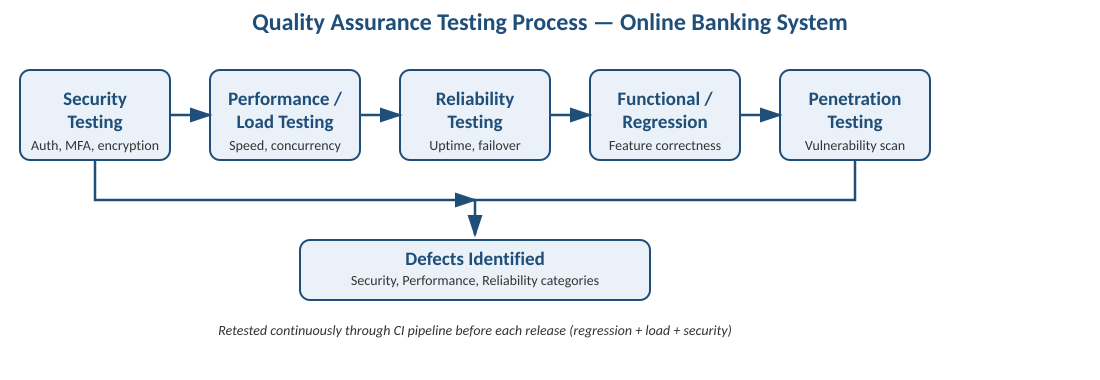 Quality Assurance Testing Process — Online Banking System
Security
Testing
Auth, MFA, encryption
Performance /
Load Testing
Speed, concurrency
Reliability
Testing
Uptime, failover
Functional /
Regression
Feature correctness
Penetration
Testing
Vulnerability scan
Defects Identified
Security, Performance, Reliability categories
Retested continuously through CI pipeline before each release (regression + load + security)